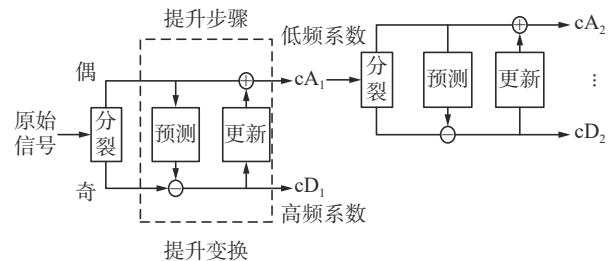 提升步骤
低频系数
cA₂
偶
cA₁
分裂
预测
更新
⋮
原始
信号
分裂
预测
更新
cD₂
奇
cD₁
高频系数
提升变换